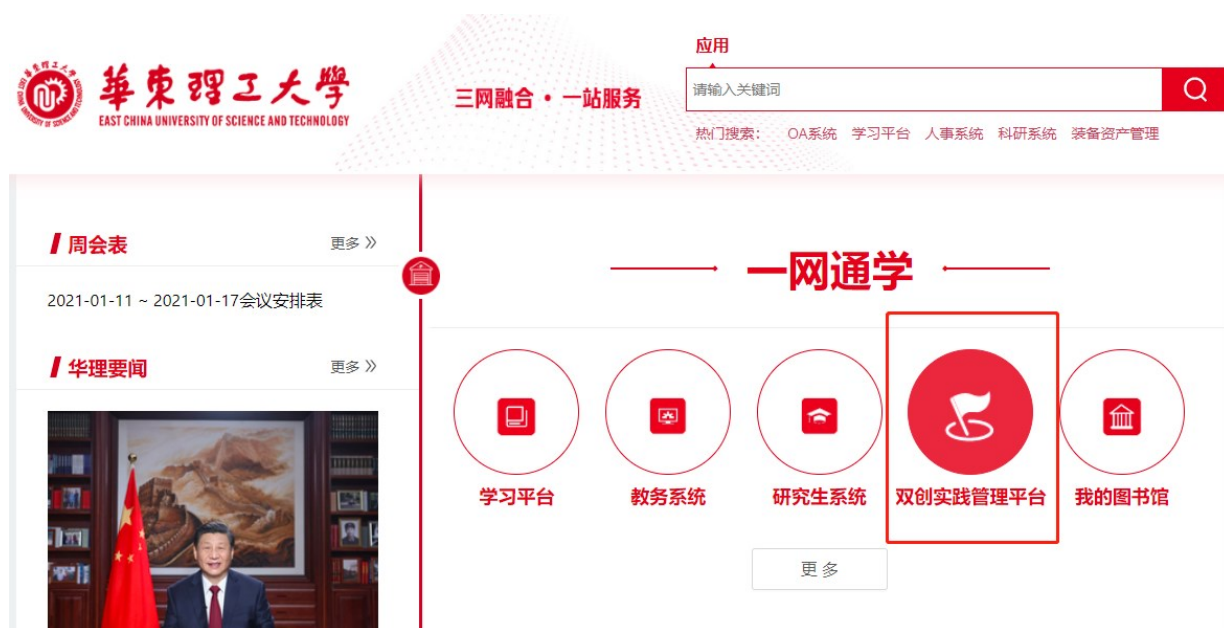 應用
華東理工大學
EAST CHINA UNIVERSITY OF SCIENCE AND TECHNOLOGY
三网融合·一站服务
应用
请输入关键词
热门搜索： OA系统 学习平台 人事系统 科研系统 装备资产管理
周会表 更多 》
2021-01-11 ~ 2021-01-17会议安排表
华理要闻 更多 》
一网通学
学习平台 教务系统 研究生系统 双创实践管理平台 我的图书馆
更多